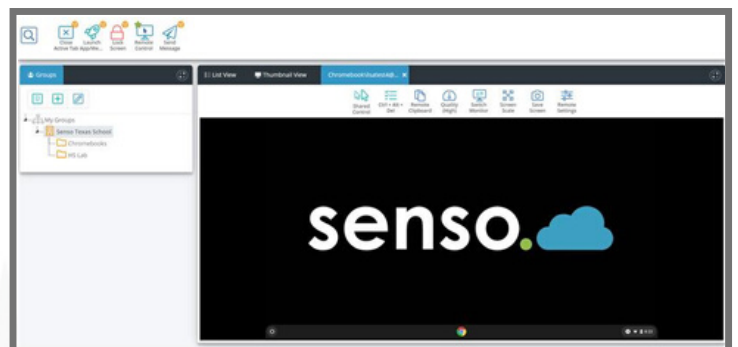 Close Active Tab
Launch App/Me...
Lock Screen
Remote Control
Send Message
Groups
List View
Thumbnail View
My Groups
Senso Texas School
Chromebooks
HS Lab
Shared Control
Ctrl + Alt + Del
Remote Clipboard
Quality (High)
Switch Monitor
Screen Scale
Save Screen
Remote Settings
senso.